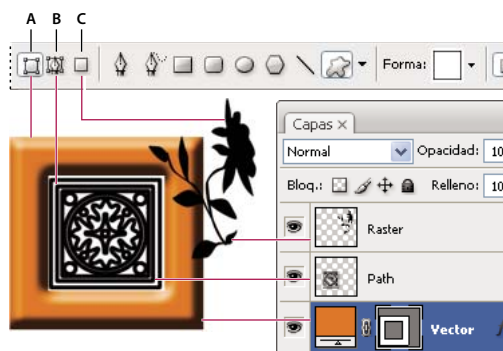 A B C
Forma:
Capas ×
Normal Opacidad: 10
Bloq.: Relleno: 10
Raster
Path
Vector